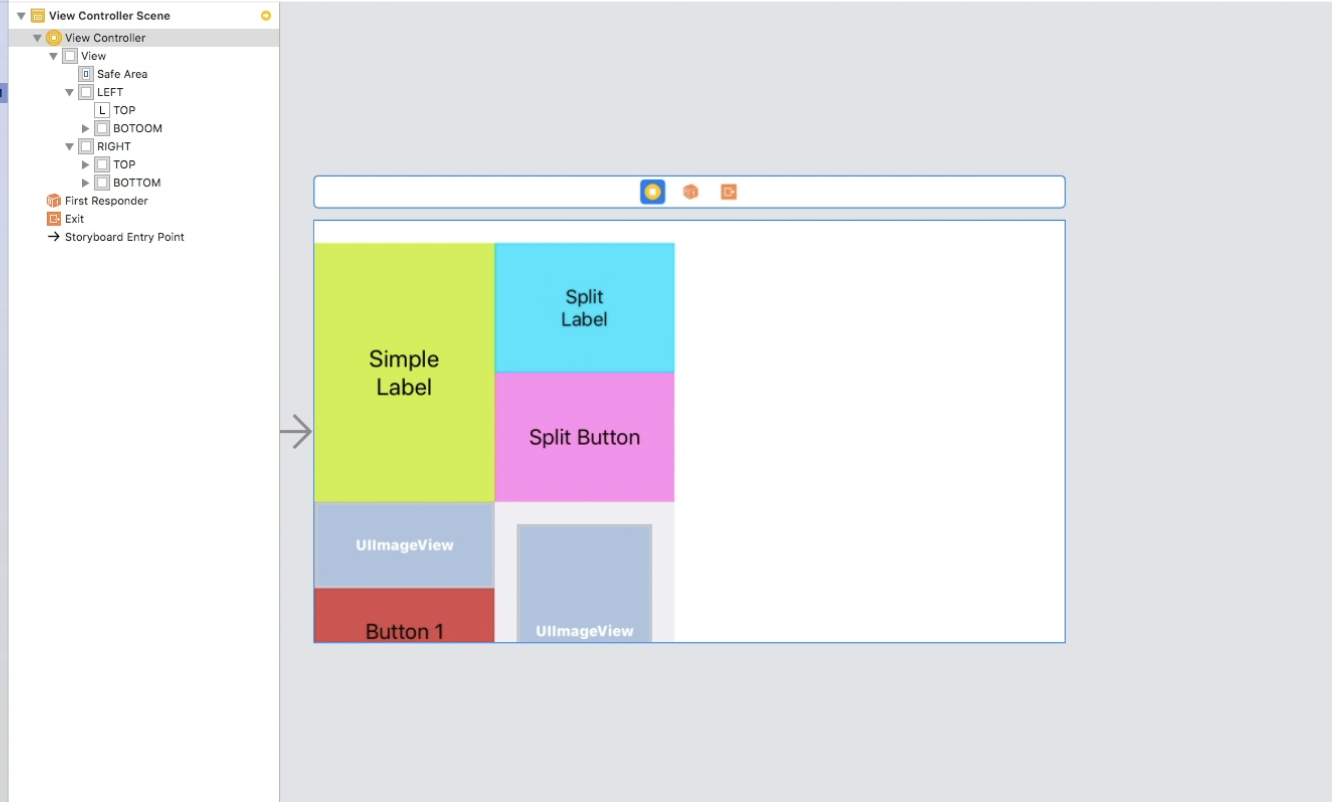 View Controller Scene
View Controller
View
Safe Area
LEFT
L TOP
BOTOOM
RIGHT
TOP
BOTTOM
First Responder
Exit
Storyboard Entry Point
Simple
Label
Split
Label
Split Button
UIImageView
Button 1
UIImageView